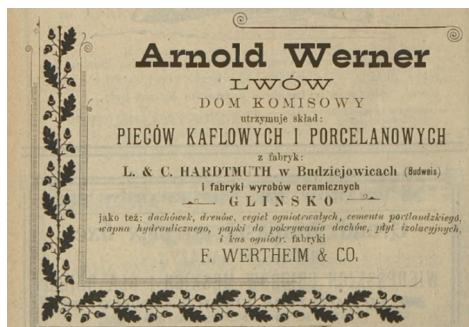 Arnold Werner
LWÓW
DOM KOMISOWY
utrzymuje skład:
PIECÓW KAFLOWYCH I PORCELANOWYCH
z fabryk:
L. & C. HARDTMUTH w Budziejowicach (Budweis)
i fabryki wyrobów ceramicznych
GLINSKO
jako też: dachówek, drenów, cegieł ogniotrwałych, cementu portlandzkiego,
wapna hydraulicznego, papki do pokrywania dachów, płyt izolacyjnych,
i kas ogniotr. fabryki
F. WERTHEIM & CO.